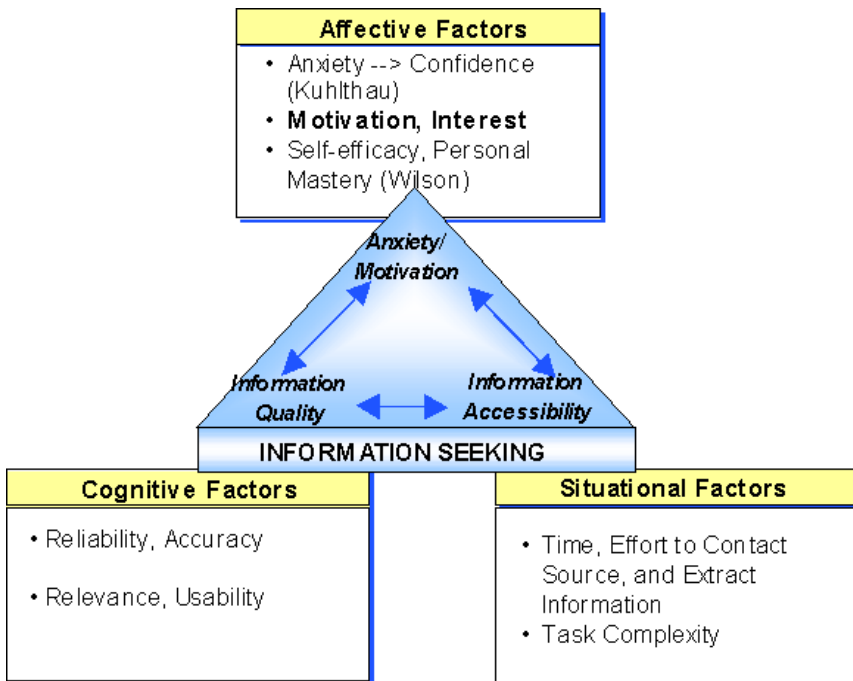 Affective Factors
• Anxiety --> Confidence
(Kuhlthau)
• Motivation, Interest
• Self-efficacy, Personal
Mastery (Wilson)
Anxiety/
Motivation
Information
Quality
Information
Accessibility
INFORMATION SEEKING
Cognitive Factors
• Reliability, Accuracy
• Relevance, Usability
Situational Factors
• Time, Effort to Contact
Source, and Extract
Information
• Task Complexity